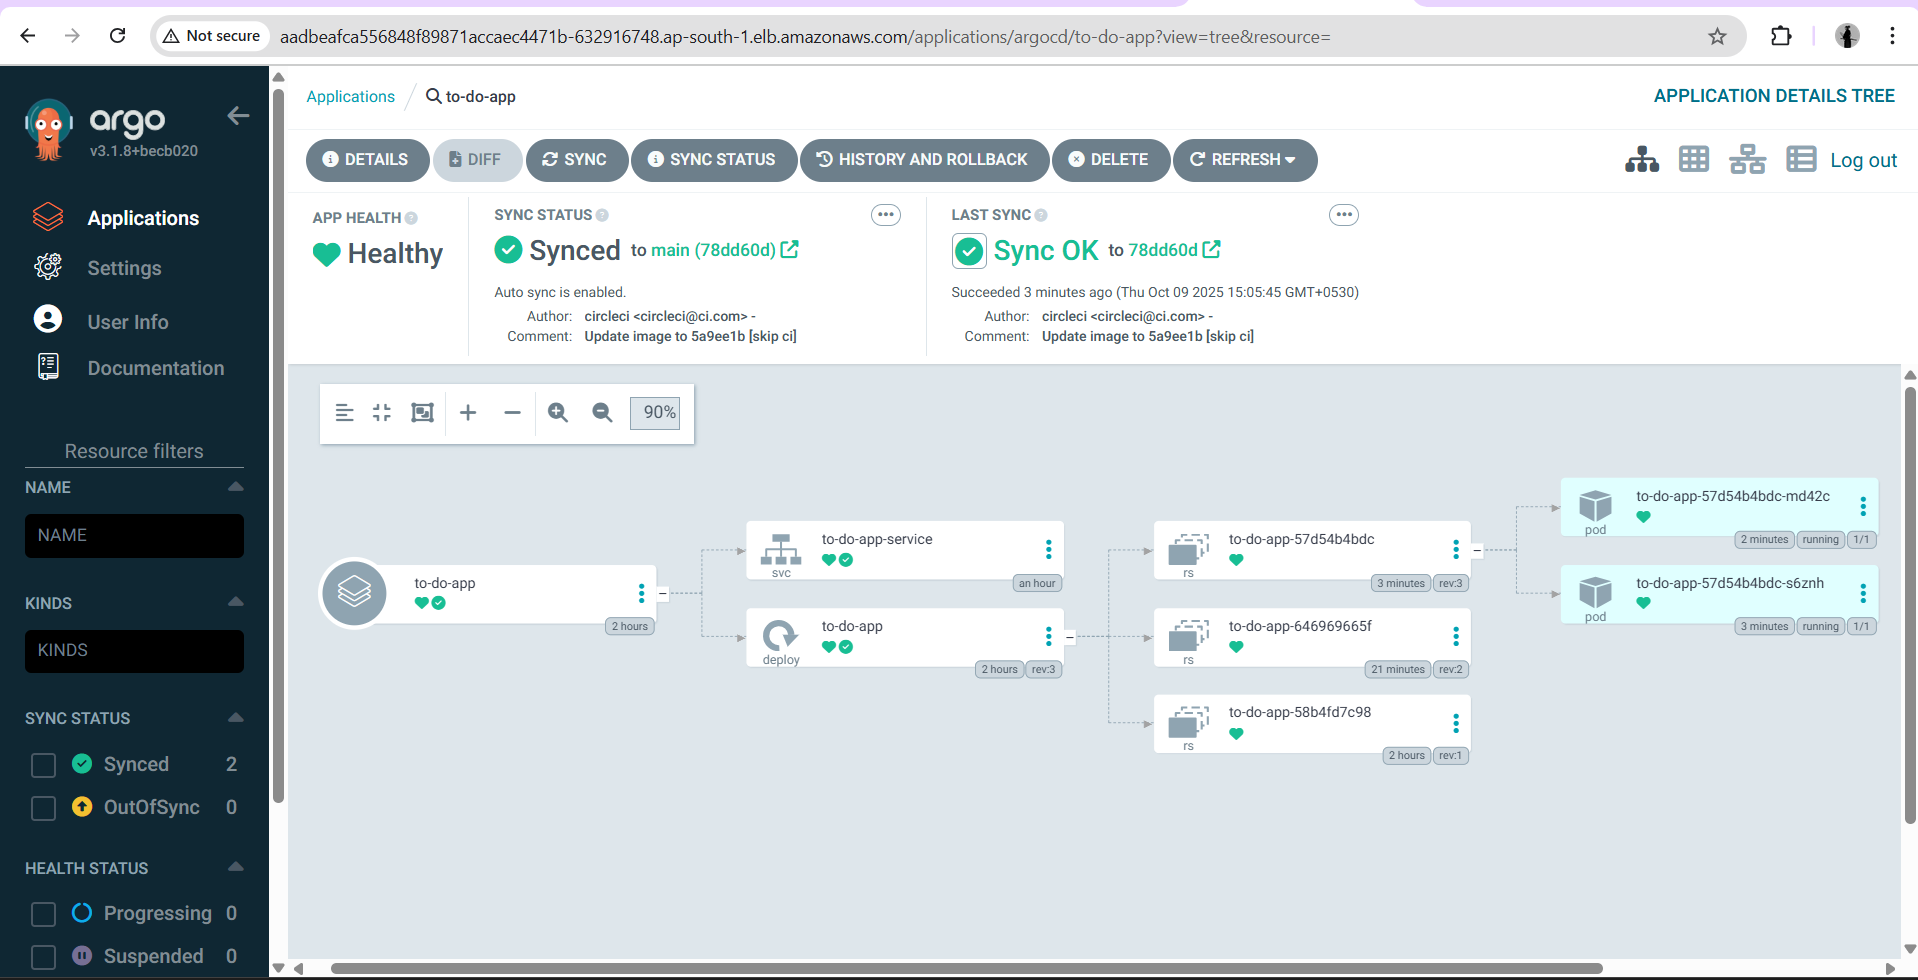 Not secure
aadbeafca556848f89871accaec4471b-632916748.ap-south-1.elb.amazonaws.com/applications/argocd/to-do-app?view=tree&resource=
argo
v3.1.8+becb020
Applications
Settings
User Info
Documentation
Resource filters
NAME
NAME
KINDS
KINDS
SYNC STATUS
Synced 2
OutOfSync 0
HEALTH STATUS
Progressing 0
Suspended 0
Applications / to-do-app
APPLICATION DETAILS TREE
DETAILS DIFF SYNC SYNC STATUS HISTORY AND ROLLBACK DELETE REFRESH
Log out
APP HEALTH
Healthy
SYNC STATUS
Synced to main (78dd60d)
Auto sync is enabled.
Author: circleci <circleci@ci.com> -
Comment: Update image to 5a9ee1b [skip ci]
LAST SYNC
Sync OK to 78dd60d
Succeeded 3 minutes ago (Thu Oct 09 2025 15:05:45 GMT+0530)
Author: circleci <circleci@ci.com> -
Comment: Update image to 5a9ee1b [skip ci]
90%
to-do-app
2 hours
to-do-app-service
svc
an hour
to-do-app
deploy
2 hours rev:3
to-do-app-57d54b4bdc
rs
3 minutes rev:3
to-do-app-646969665f
rs
21 minutes rev:2
to-do-app-58b4fd7c98
rs
2 hours rev:1
to-do-app-57d54b4bdc-md42c
pod
2 minutes running 1/1
to-do-app-57d54b4bdc-s6znh
pod
3 minutes running 1/1